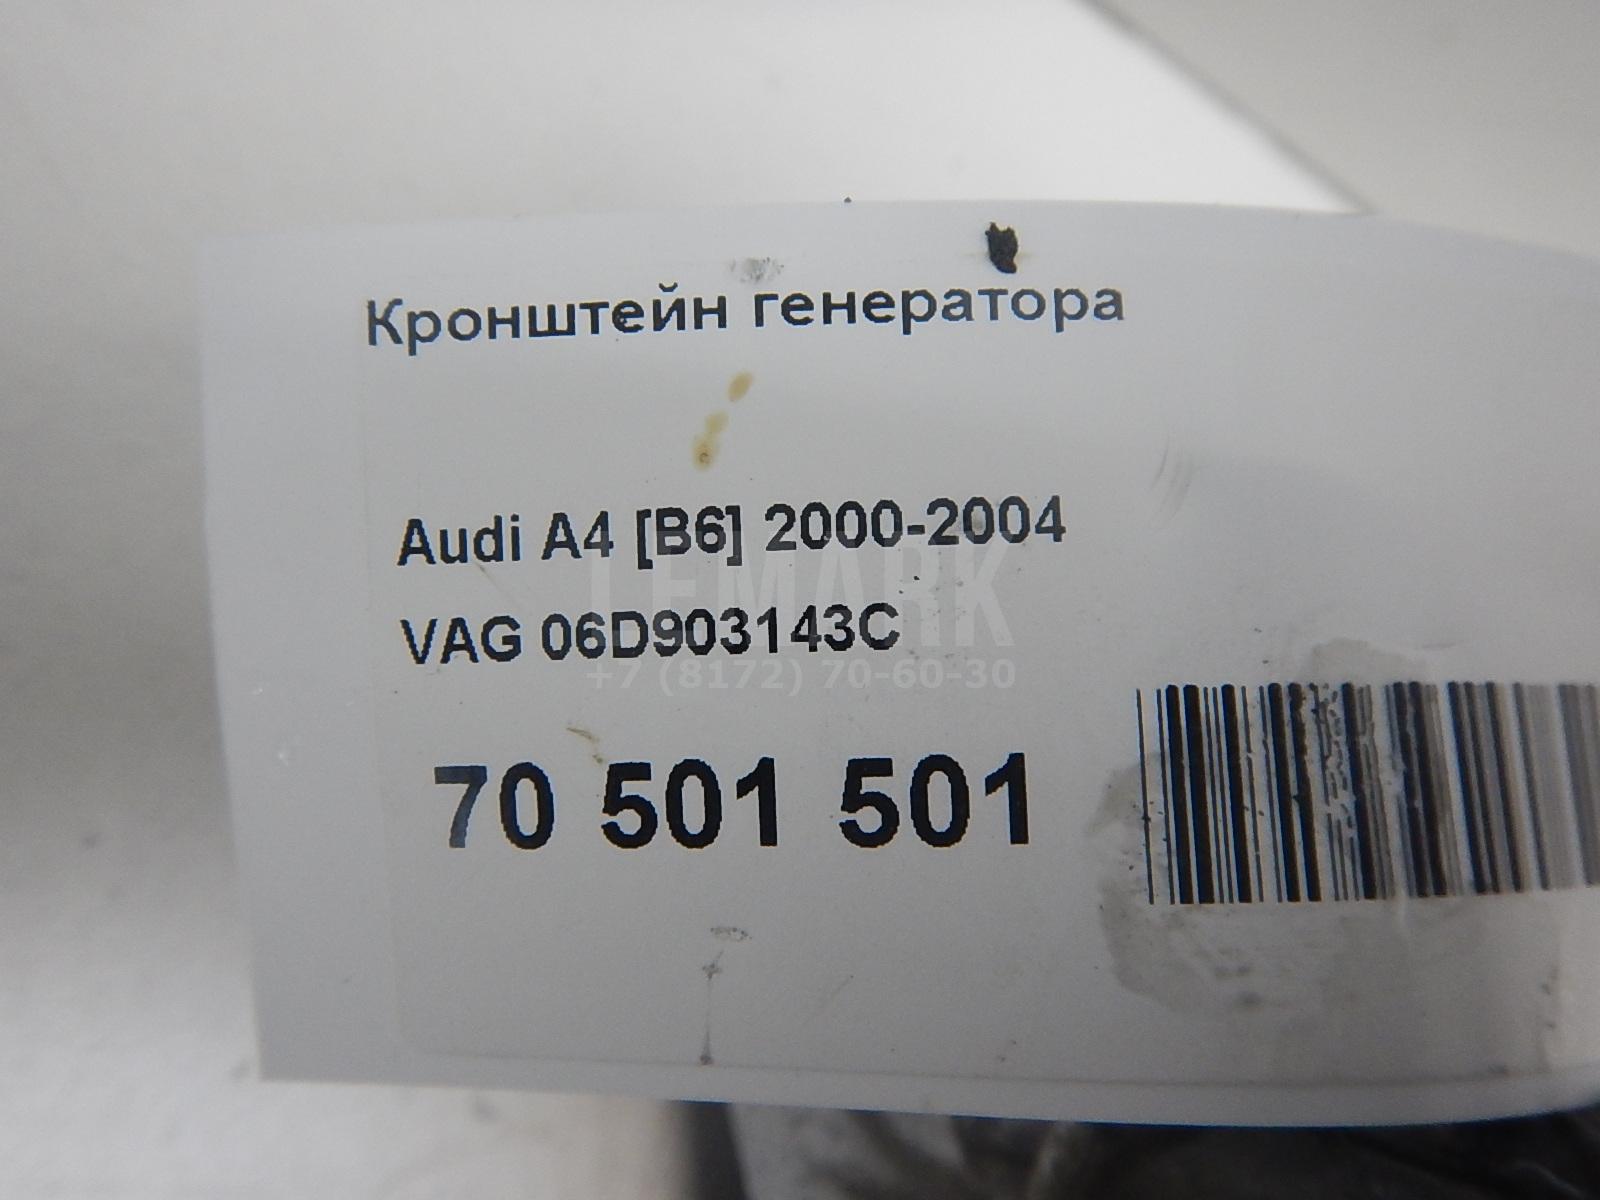 Кронштейн генератора
Audi A4 [B6] 2000-2004
LEMARK
VAG 06D903143C
+7 (8172) 70-60-30
70 501 501